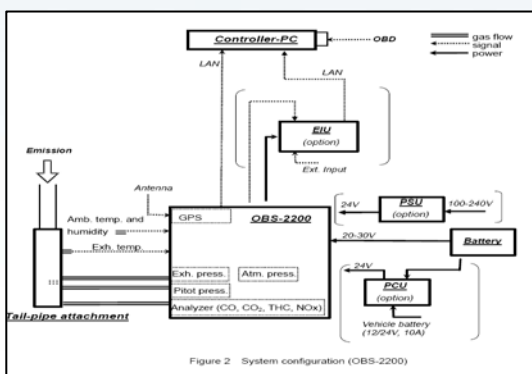 Controller-PC
OBD
gas flow
signal
power
LAN
LAN
EIU
(option)
Ext. Input
Emission
Antenna
Amb. temp. and
humidity
Exh. temp.
GPS
OBS-2200
24V
PSU
(option)
100-240V
20-30V
Battery
Exh. press.
Atm. press.
Pitot press.
Analyzer (CO, CO₂, THC, NOx)
24V
PCU
(option)
Vehicle battery
(12/24V, 10A)
Tail-pipe attachment
Figure 2 System configuration (OBS-2200)